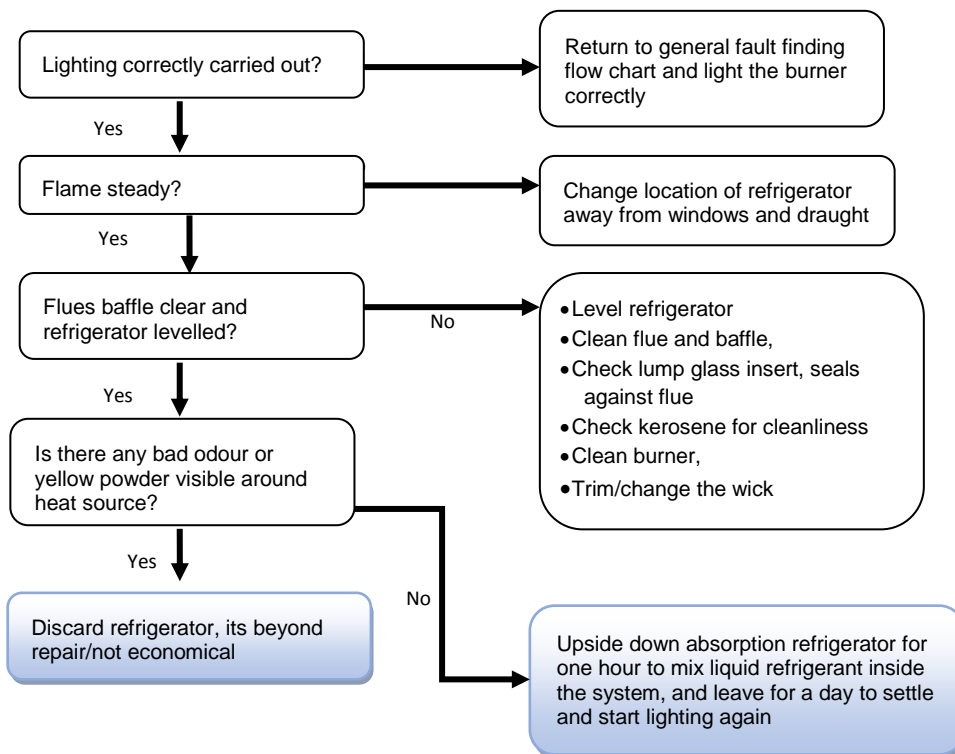 Lighting correctly carried out?
Return to general fault finding
flow chart and light the burner
correctly
Yes
Flame steady?
Change location of refrigerator
away from windows and draught
Yes
Flues baffle clear and
refrigerator levelled?
No
•Level refrigerator
•Clean flue and baffle,
•Check lump glass insert, seals
against flue
•Check kerosene for cleanliness
•Clean burner,
•Trim/change the wick
Yes
Is there any bad odour or
yellow powder visible around
heat source?
Yes
No
Discard refrigerator, its beyond
repair/not economical
Upside down absorption refrigerator for
one hour to mix liquid refrigerant inside
the system, and leave for a day to settle
and start lighting again